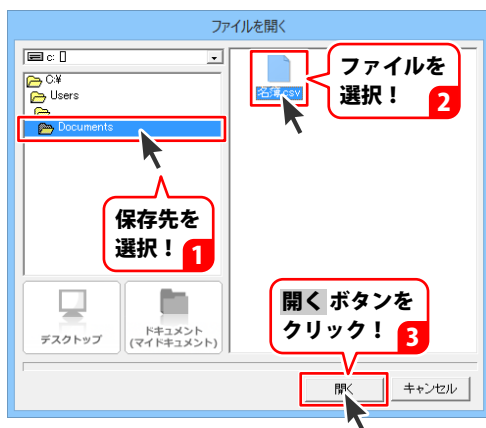 ファイルを開く
c: []
C:¥
Users
Documents
名簿.csv
ファイルを
選択！
2
保存先を
選択！
1
デスクトップ
ドキュメント
(マイドキュメント)
開く ボタンを
クリック！
3
開く
キャンセル